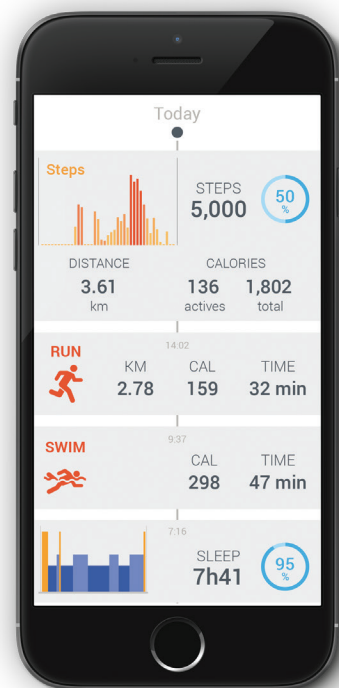 Today
Steps
STEPS
5,000
50
%
DISTANCE
CALORIES
3.61
136
1,802
km
actives
total
14:02
RUN
KM
CAL
TIME
2.78
159
32 min
9:37
SWIM
CAL
TIME
298
47 min
7:16
SLEEP
7h41
95
%